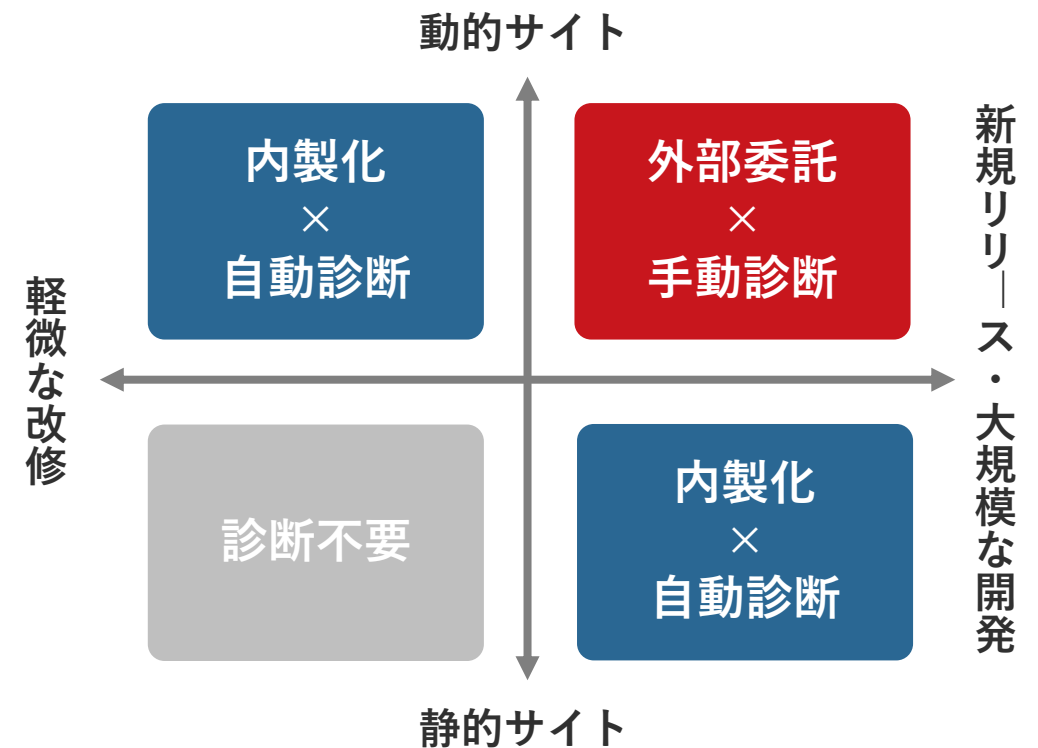 動的サイト
内製化
×
自動診断
外部委託
×
手動診断
新規リリース・大規模な開発
軽微な改修
診断不要
内製化
×
自動診断
静的サイト